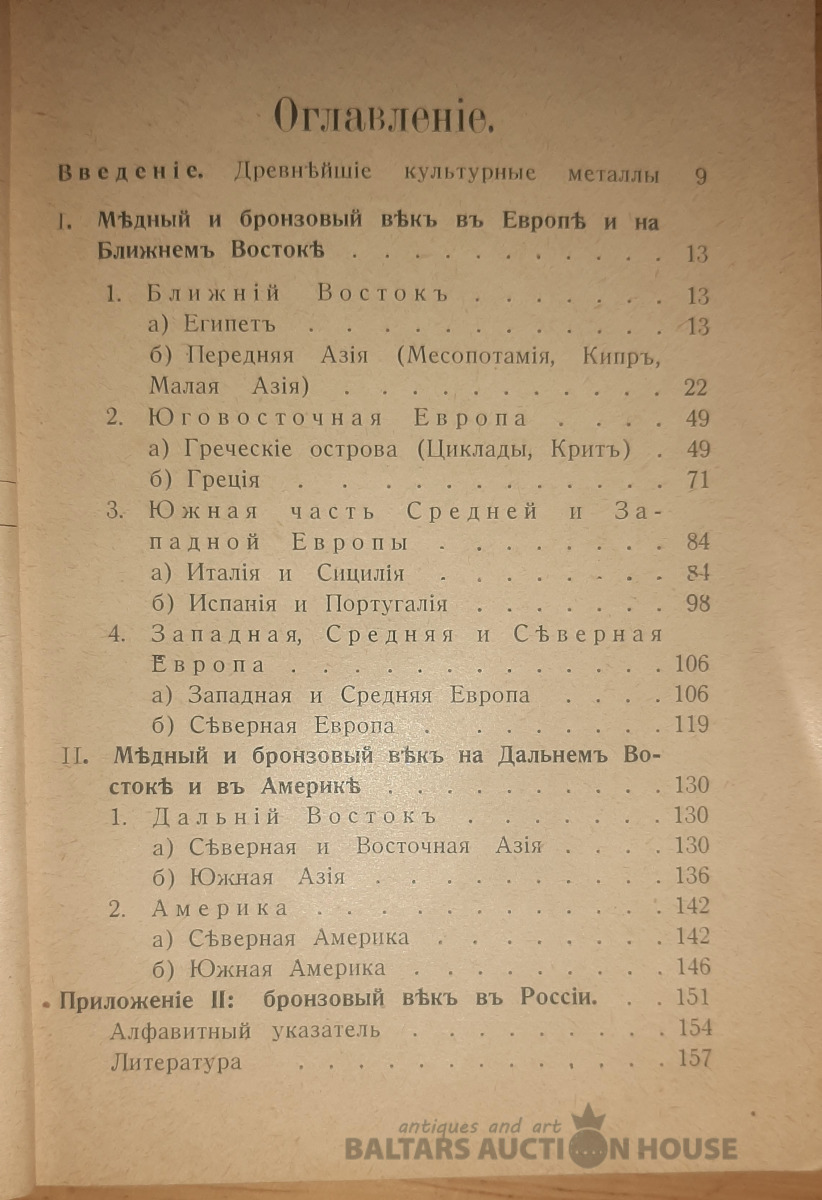 Оглавленіе.
Введеніе. Древнѣйшіе культурные металлы 9
I. Мѣдный и бронзовый вѣкъ въ Европѣ и на
Ближнемъ Востокѣ . . . . . . . . . . . 13
1. Ближній Востокъ . . . . . . . 13
а) Египетъ . . . . . . . . . . . . 13
б) Передняя Азія (Месопотамія, Кипръ,
Малая Азія) . . . . . . . . . . . 22
2. Юговосточная Европа . . . . 49
а) Греческіе острова (Циклады, Критъ) . 49
б) Греція . . . . . . . . . . . . 71
3. Южная часть Средней и За-
падной Европы . . . . . . . . 84
а) Италія и Сицилія . . . . . . . . 84
б) Испанія и Португалія . . . . . . . 98
4. Западная, Средняя и Сѣверная
Европа . . . . . . . . . . . . . 106
а) Западная и Средняя Европа . . . . 106
б) Сѣверная Европа . . . . . . . . 119
II. Мѣдный и бронзовый вѣкъ на Дальнемъ Во-
стокѣ и въ Америкѣ . . . . . . . . . . 130
1. Дальній Востокъ . . . . . . . 130
а) Сѣверная и Восточная Азія . . . . 130
б) Южная Азія . . . . . . . . . . 136
2. Америка . . . . . . . . . . . . 142
а) Сѣверная Америка . . . . . . . . 142
б) Южная Америка . . . . . . . . . 146
Приложеніе II: бронзовый вѣкъ въ Россіи. . . 151
Алфавитный указатель . . . . . . . . . 154
Литература . . . . . . . . . . . . . 157
antiques and art
BALTARS AUCTION HOUSE